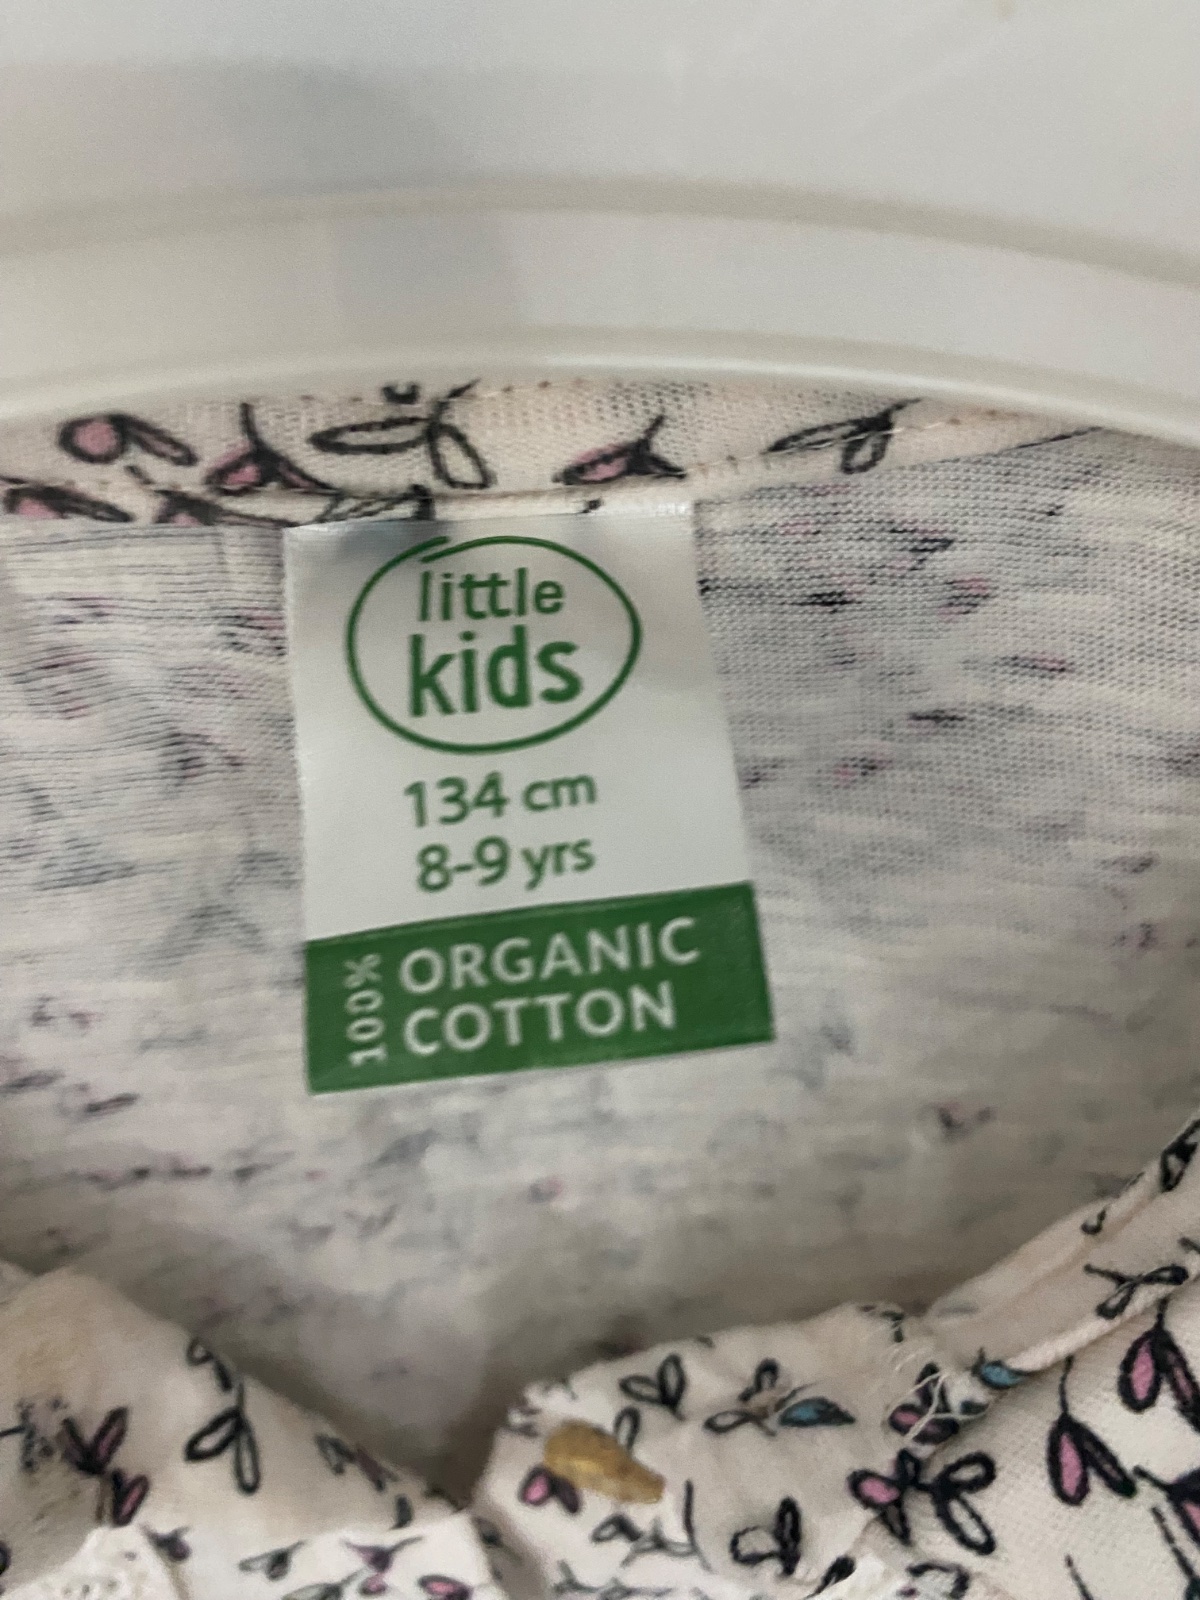 little
kids
134 cm
8-9 yrs
100% ORGANIC
COTTON